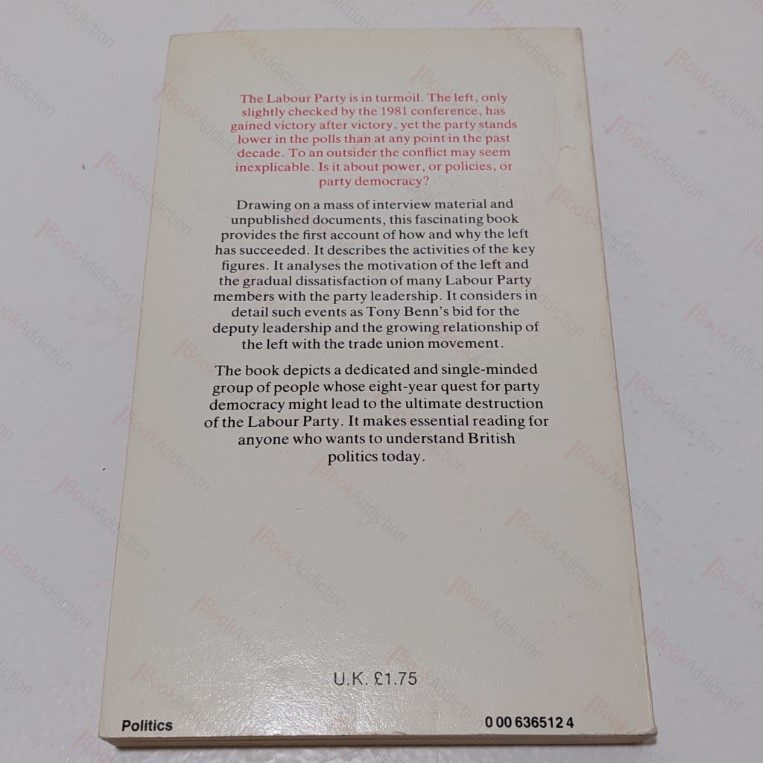 The Labour Party is in turmoil. The left, only
slightly checked by the 1981 conference, has
gained victory after victory, yet the party stands
lower in the polls than at any point in the past
decade. To an outsider the conflict may seem
inexplicable. Is it about power, or policies, or
party democracy?
Drawing on a mass of interview material and
unpublished documents, this fascinating book
provides the first account of how and why the left
has succeeded. It describes the activities of the key
figures. It analyses the motivation of the left and
the gradual dissatisfaction of many Labour Party
members with the party leadership. It considers in
detail such events as Tony Benn's bid for the
deputy leadership and the growing relationship of
the left with the trade union movement.
The book depicts a dedicated and single-minded
group of people whose eight-year quest for party
democracy might lead to the ultimate destruction
of the Labour Party. It makes essential reading for
anyone who wants to understand British
politics today.
U.K. £1.75
Politics
0 00 636512 4
BookAddiction